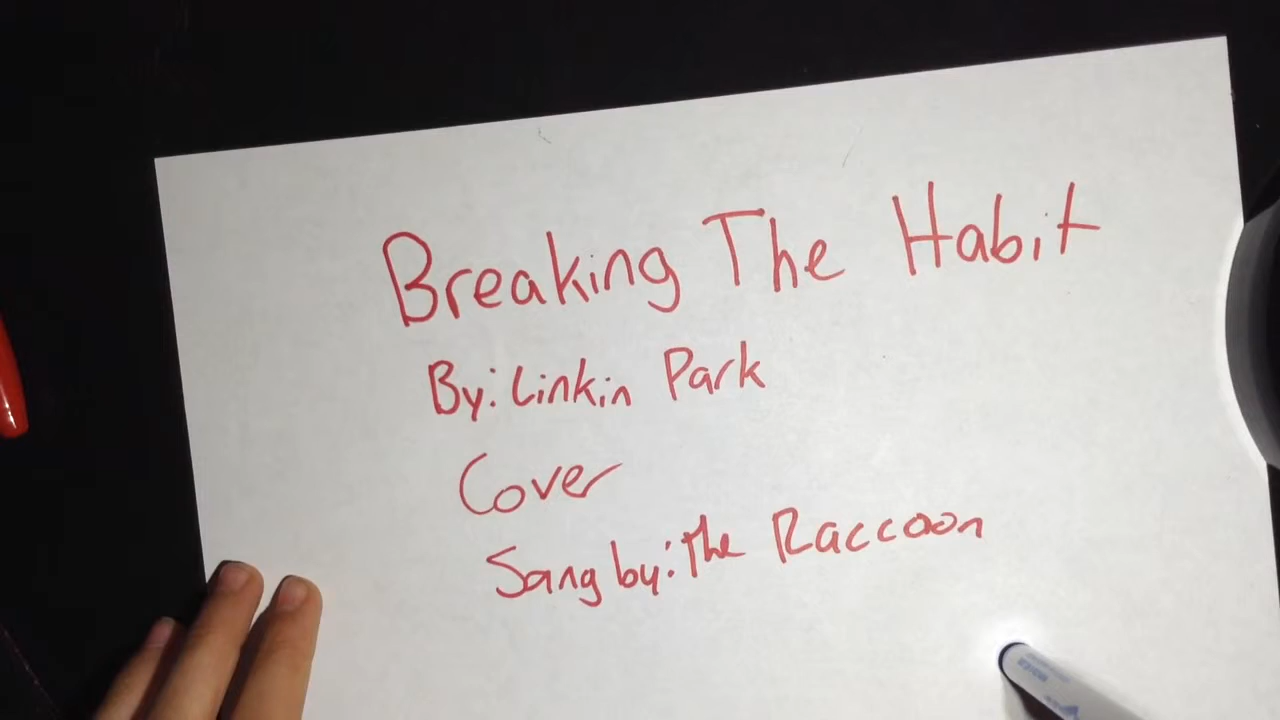 Breaking The Habit
By: Linkin Park
Cover
Sang by: The Raccoon